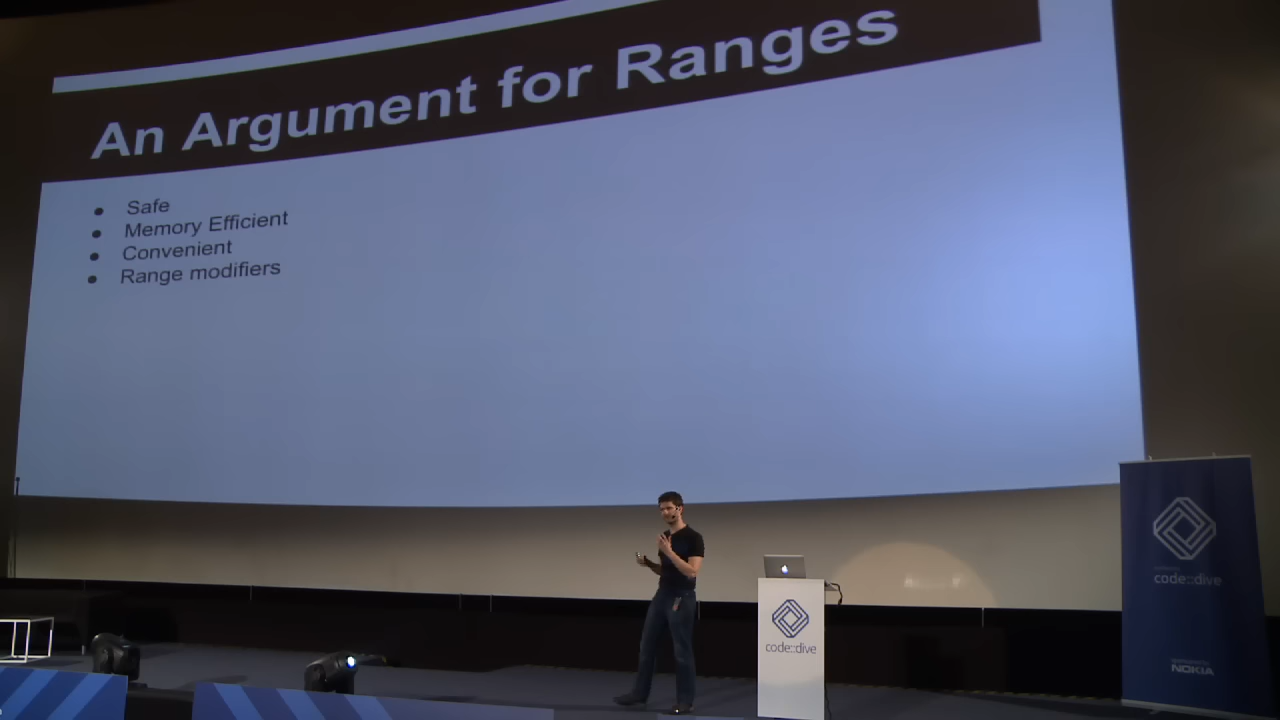 An Argument for Ranges
● Safe
● Memory Efficient
● Convenient
● Range modifiers
code::dive
code::dive
NOKIA